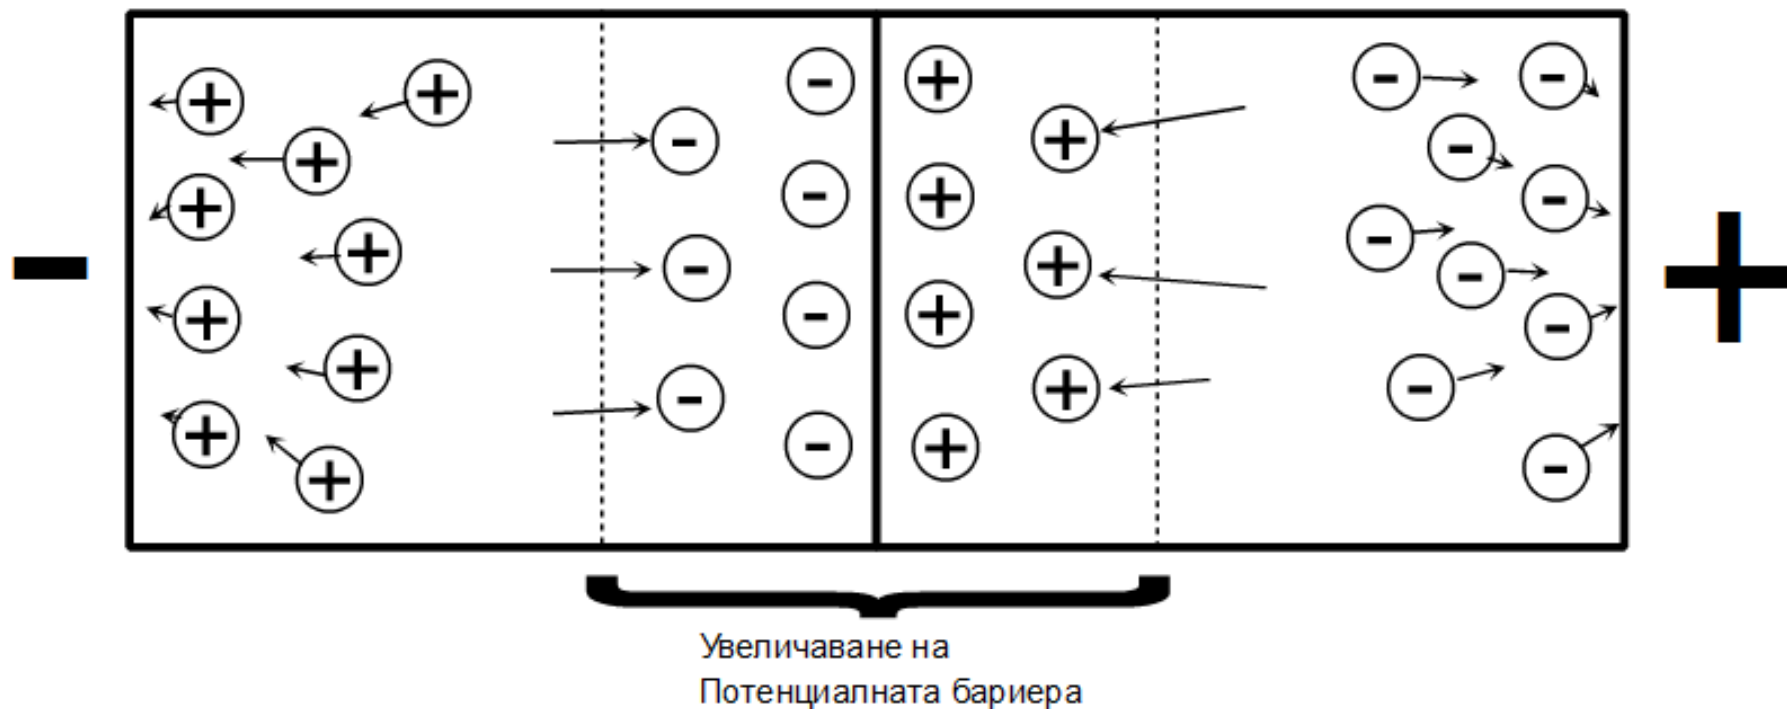 Увеличаване на
Потенциалната бариера